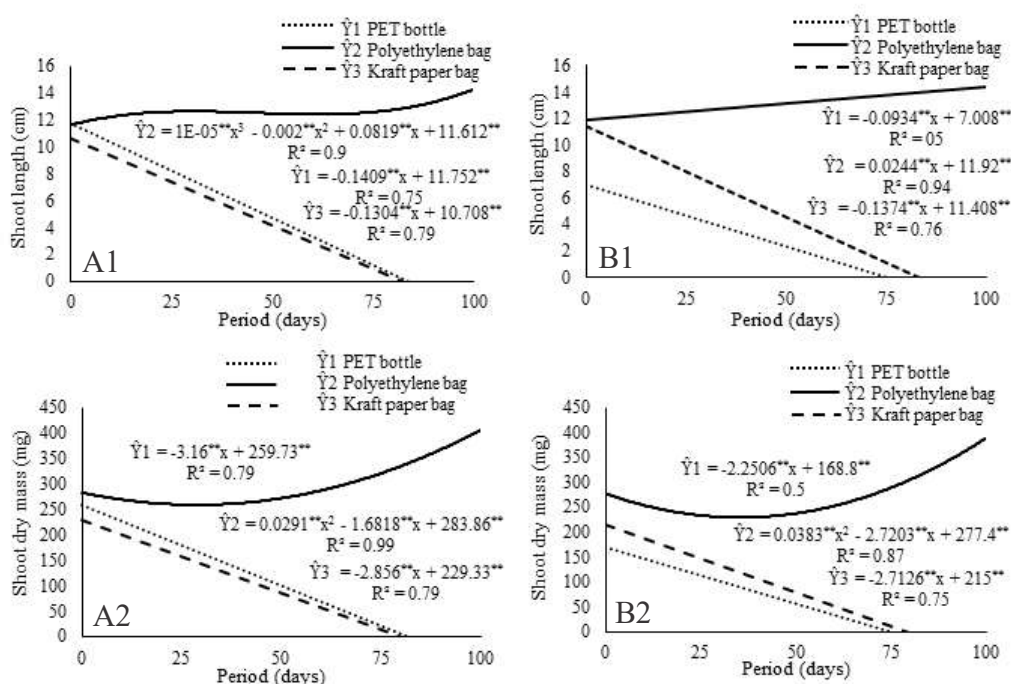 Ŷ1 PET bottle
Ŷ2 Polyethylene bag
Ŷ3 Kraft paper bag
Shoot length (cm)
16
14
12
10
8
6
4
2
0
Ŷ2 = 1E-05**x³ - 0.002**x² + 0.0819**x + 11.612**
R² = 0.9
Ŷ1 = -0.1409**x + 11.752**
R² = 0.75
Ŷ3 = -0.1304**x + 10.708**
R² = 0.79
A1
0 25 50 75 100
Period (days)
Ŷ1 PET bottle
Ŷ2 Polyethylene bag
Ŷ3 Kraft paper bag
Shoot length (cm)
16
14
12
10
8
6
4
2
0
Ŷ1 = -0.0934**x + 7.008**
R² = 05
Ŷ2 = 0.0244**x + 11.92**
R² = 0.94
Ŷ3 = -0.1374**x + 11.408**
R² = 0.76
B1
0 25 50 75 100
Period (days)
Ŷ1 PET bottle
Ŷ2 Polyethylene bag
Ŷ3 Kraft paper bag
Shoot dry mass (mg)
450
400
350
300
250
200
150
100
50
0
Ŷ1 = -3.16**x + 259.73**
R² = 0.79
Ŷ2 = 0.0291**x² - 1.6818**x + 283.86**
R² = 0.99
Ŷ3 = -2.856**x + 229.33**
R² = 0.79
A2
0 25 50 75 100
Period (days)
Ŷ1 PET bottle
Ŷ2 Polyethylene bag
Ŷ3 Kraft paper bag
Shoot dry mass (mg)
450
400
350
300
250
200
150
100
50
0
Ŷ1 = -2.2506**x + 168.8**
R² = 0.5
Ŷ2 = 0.0383**x² - 2.7203**x + 277.4**
R² = 0.87
Ŷ3 = -2.7126**x + 215**
R² = 0.75
B2
0 25 50 75 100
Period (days)